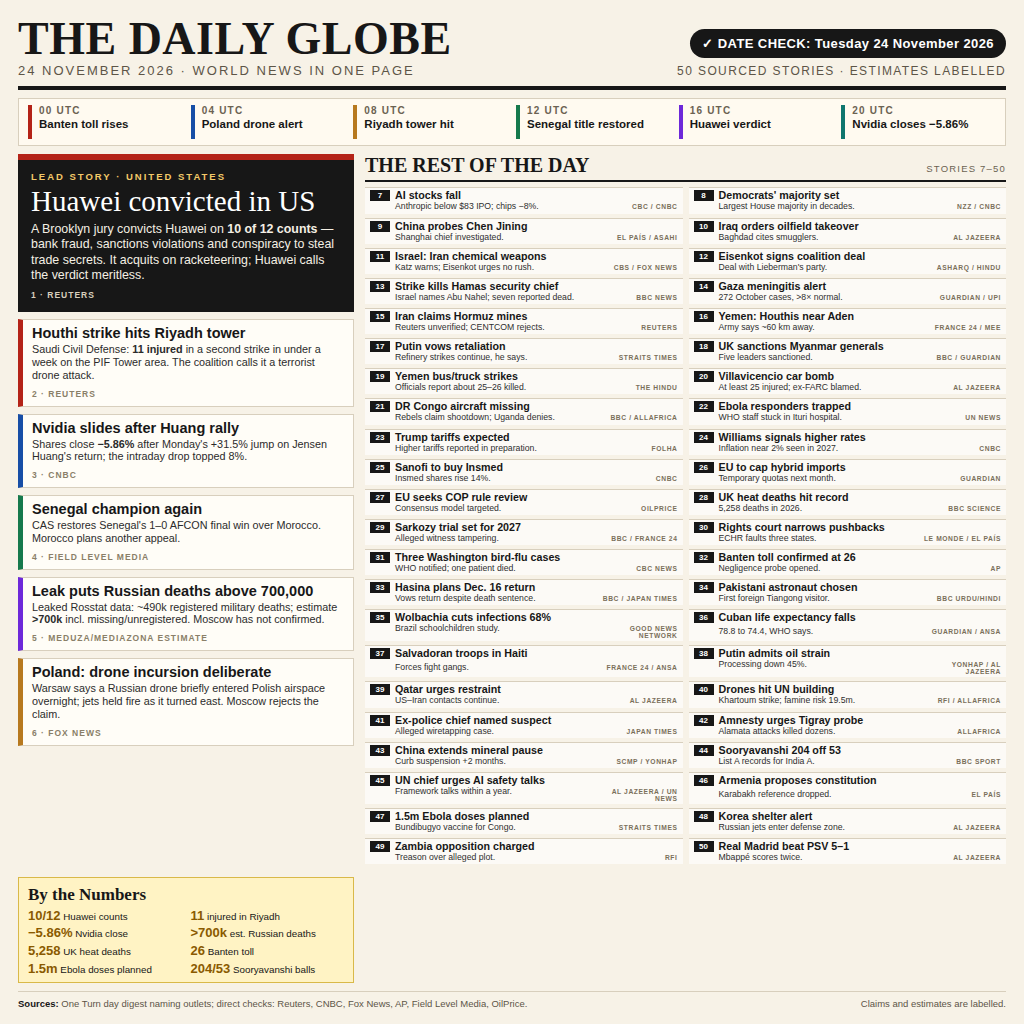 THE DAILY GLOBE
✓ DATE CHECK: Tuesday 24 November 2026
24 NOVEMBER 2026 · WORLD NEWS IN ONE PAGE
50 SOURCED STORIES · ESTIMATES LABELLED
00 UTC
Banten toll rises
04 UTC
Poland drone alert
08 UTC
Riyadh tower hit
12 UTC
Senegal title restored
16 UTC
Huawei verdict
20 UTC
Nvidia closes −5.86%
LEAD STORY · UNITED STATES
Huawei convicted in US
A Brooklyn jury convicts Huawei on 10 of 12 counts —
bank fraud, sanctions violations and conspiracy to steal
trade secrets. It acquits on racketeering; Huawei calls
the verdict meritless.
1 · REUTERS
Houthi strike hits Riyadh tower
Saudi Civil Defense: 11 injured in a second strike in under a
week on the PIF Tower area. The coalition calls it a terrorist
drone attack.
2 · REUTERS
Nvidia slides after Huang rally
Shares close −5.86% after Monday's +31.5% jump on Jensen
Huang's return; the intraday drop topped 8%.
3 · CNBC
Senegal champion again
CAS restores Senegal's 1–0 AFCON final win over Morocco.
Morocco plans another appeal.
4 · FIELD LEVEL MEDIA
Leak puts Russian deaths above 700,000
Leaked Rosstat data: ~490k registered military deaths; estimate
>700k incl. missing/unregistered. Moscow has not confirmed.
5 · MEDUZA/MEDIAZONA ESTIMATE
Poland: drone incursion deliberate
Warsaw says a Russian drone briefly entered Polish airspace
overnight; jets held fire as it turned east. Moscow rejects the
claim.
6 · FOX NEWS
By the Numbers
10/12 Huawei counts
11 injured in Riyadh
−5.86% Nvidia close
>700k est. Russian deaths
5,258 UK heat deaths
26 Banten toll
1.5m Ebola doses planned
204/53 Sooryavanshi balls
THE REST OF THE DAY
STORIES 7–50
7 AI stocks fall
Anthropic below $83 IPO; chips −8%. CBC / CNBC
8 Democrats' majority set
Largest House majority in decades. NZZ / CNBC
9 China probes Chen Jining
Shanghai chief investigated. EL PAÍS / ASAHI
10 Iraq orders oilfield takeover
Baghdad cites smugglers. AL JAZEERA
11 Israel: Iran chemical weapons
Katz warns; Eisenkot urges no rush. CBS / FOX NEWS
12 Eisenkot signs coalition deal
Deal with Lieberman's party. ASHARQ / HINDU
13 Strike kills Hamas security chief
Israel names Abu Nahel; seven reported dead. BBC NEWS
14 Gaza meningitis alert
272 October cases, >8× normal. GUARDIAN / UPI
15 Iran claims Hormuz mines
Reuters unverified; CENTCOM rejects. REUTERS
16 Yemen: Houthis near Aden
Army says ~60 km away. FRANCE 24 / MEE
17 Putin vows retaliation
Refinery strikes continue, he says. STRAITS TIMES
18 UK sanctions Myanmar generals
Five leaders sanctioned. BBC / GUARDIAN
19 Yemen bus/truck strikes
Officials report about 25–26 killed. THE HINDU
20 Villavicencio car bomb
At least 25 injured; ex-FARC blamed. AL JAZEERA
21 DR Congo aircraft missing
Rebels claim shootdown; Uganda denies. BBC / ALLAFRICA
22 Ebola responders trapped
WHO staff stuck in Ituri hospital. UN NEWS
23 Trump tariffs expected
Higher tariffs reported in preparation. FOLHA
24 Williams signals higher rates
Inflation near 2% seen in 2027. CNBC
25 Sanofi to buy Insmed
Insmed shares rise 14%. CNBC
26 EU to cap hybrid imports
Temporary quotas next month. GUARDIAN
27 EU seeks COP rule review
Consensus model targeted. OILPRICE
28 UK heat deaths hit record
5,258 deaths in 2026. BBC SCIENCE
29 Sarkozy trial set for 2027
Alleged witness tampering. BBC / FRANCE 24
30 Rights court narrows pushbacks
ECHR faults three states. LE MONDE / EL PAÍS
31 Three Washington bird-flu cases
WHO notified; one patient died. CBC NEWS
32 Banten toll confirmed at 26
Negligence probe opened. AP
33 Hasina plans Dec. 16 return
Vows return despite death sentence. BBC / JAPAN TIMES
34 Pakistani astronaut chosen
First foreign Tiangong visitor. BBC URDU/HINDI
35 Wolbachia cuts infections 68%
Brazil schoolchildren study. GOOD NEWS
NETWORK
36 Cuban life expectancy falls
78.8 to 74.4, WHO says. GUARDIAN / ANSA
37 Salvadoran troops in Haiti
Forces fight gangs. FRANCE 24 / ANSA
38 Putin admits oil strain
Processing down 45%. YONHAP / AL
JAZEERA
39 Qatar urges restraint
US–Iran contacts continue. AL JAZEERA
40 Drones hit UN building
Khartoum strike; famine risk 19.5m. RFI / ALLAFRICA
41 Ex-police chief named suspect
Alleged wiretapping case. JAPAN TIMES
42 Amnesty urges Tigray probe
Alamata attacks killed dozens. ALLAFRICA
43 China extends mineral pause
Curb suspension +2 months. SCMP / YONHAP
44 Sooryavanshi 204 off 53
List A records for India A. BBC SPORT
45 UN chief urges AI safety talks
Framework talks within a year. AL JAZEERA / UN
NEWS
46 Armenia proposes constitution
Karabakh reference dropped. EL PAÍS
47 1.5m Ebola doses planned
Bundibugyo vaccine for Congo. STRAITS TIMES
48 Korea shelter alert
Russian jets enter defense zone. AL JAZEERA
49 Zambia opposition charged
Treason over alleged plot. RFI
50 Real Madrid beat PSV 5–1
Mbappé scores twice. AL JAZEERA
Sources: One Turn day digest naming outlets; direct checks: Reuters, CNBC, Fox News, AP, Field Level Media, OilPrice.
Claims and estimates are labelled.